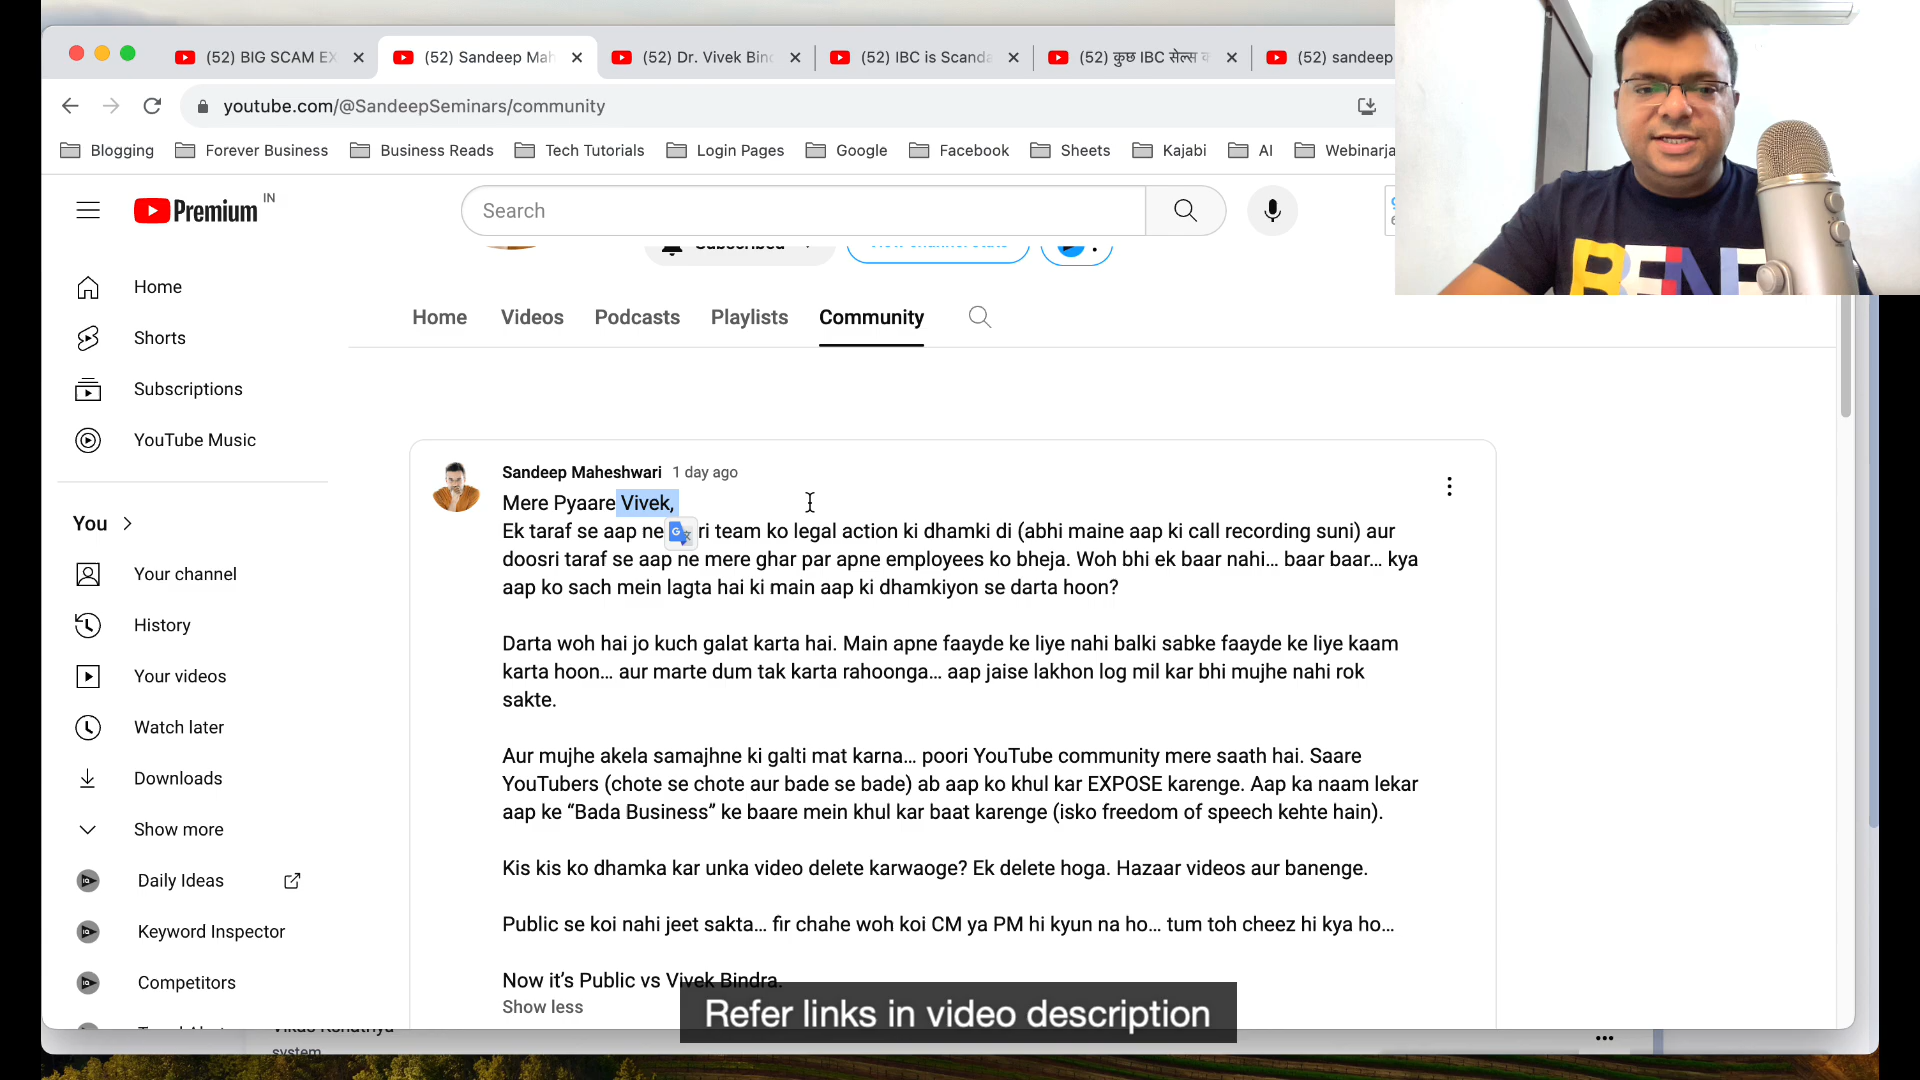 (52) BIG SCAM EX
(52) Sandeep Mah
(52) Dr. Vivek Bind
(52) IBC is Scanda
(52) कुछ IBC सेल्स क
(52) sandeep
youtube.com/@SandeepSeminars/community
Blogging
Forever Business
Business Reads
Tech Tutorials
Login Pages
Google
Facebook
Sheets
Kajabi
AI
Webinarja
Premium IN
Search
Subscribed
View channel stats
Home
Shorts
Subscriptions
YouTube Music
You
Your channel
History
Your videos
Watch later
Downloads
Show more
Daily Ideas
Keyword Inspector
Competitors
Home
Videos
Podcasts
Playlists
Community
Sandeep Maheshwari 1 day ago
Mere Pyaare Vivek,
Ek taraf se aap ne ri team ko legal action ki dhamki di (abhi maine aap ki call recording suni) aur
doosri taraf se aap ne mere ghar par apne employees ko bheja. Woh bhi ek baar nahi... baar baar... kya
aap ko sach mein lagta hai ki main aap ki dhamkiyon se darta hoon?
Darta woh hai jo kuch galat karta hai. Main apne faayde ke liye nahi balki sabke faayde ke liye kaam
karta hoon... aur marte dum tak karta rahoonga... aap jaise lakhon log mil kar bhi mujhe nahi rok
sakte.
Aur mujhe akela samajhne ki galti mat karna... poori YouTube community mere saath hai. Saare
YouTubers (chote se chote aur bade se bade) ab aap ko khul kar EXPOSE karenge. Aap ka naam lekar
aap ke “Bada Business” ke baare mein khul kar baat karenge (isko freedom of speech kehte hain).
Kis kis ko dhamka kar unka video delete karwaoge? Ek delete hoga. Hazaar videos aur banenge.
Public se koi nahi jeet sakta... fir chahe woh koi CM ya PM hi kyun na ho... tum toh cheez hi kya ho...
Now it’s Public vs Vivek Bindra.
Show less
Refer links in video description
system